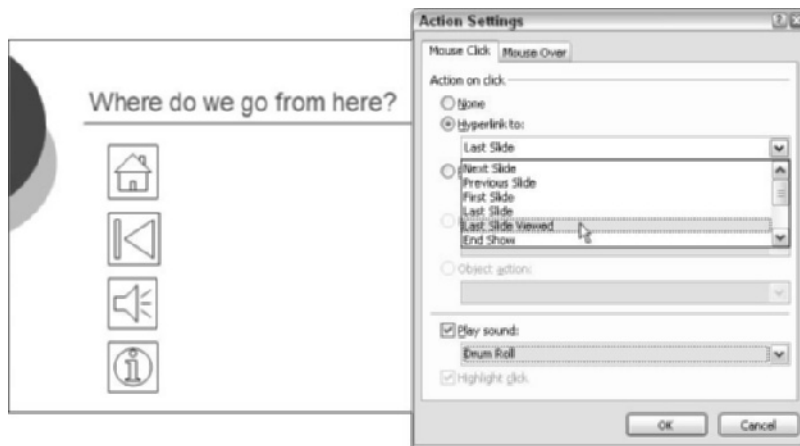 Action Settings
Mouse Click
Mouse Over
Where do we go from here?
Action on click
None
Hyperlink to:
Last Slide
Next Slide
Previous Slide
First Slide
Last Slide
Last Slide Viewed
End Show
Object action:
Play sound:
Drum Roll
Highlight click
OK
Cancel